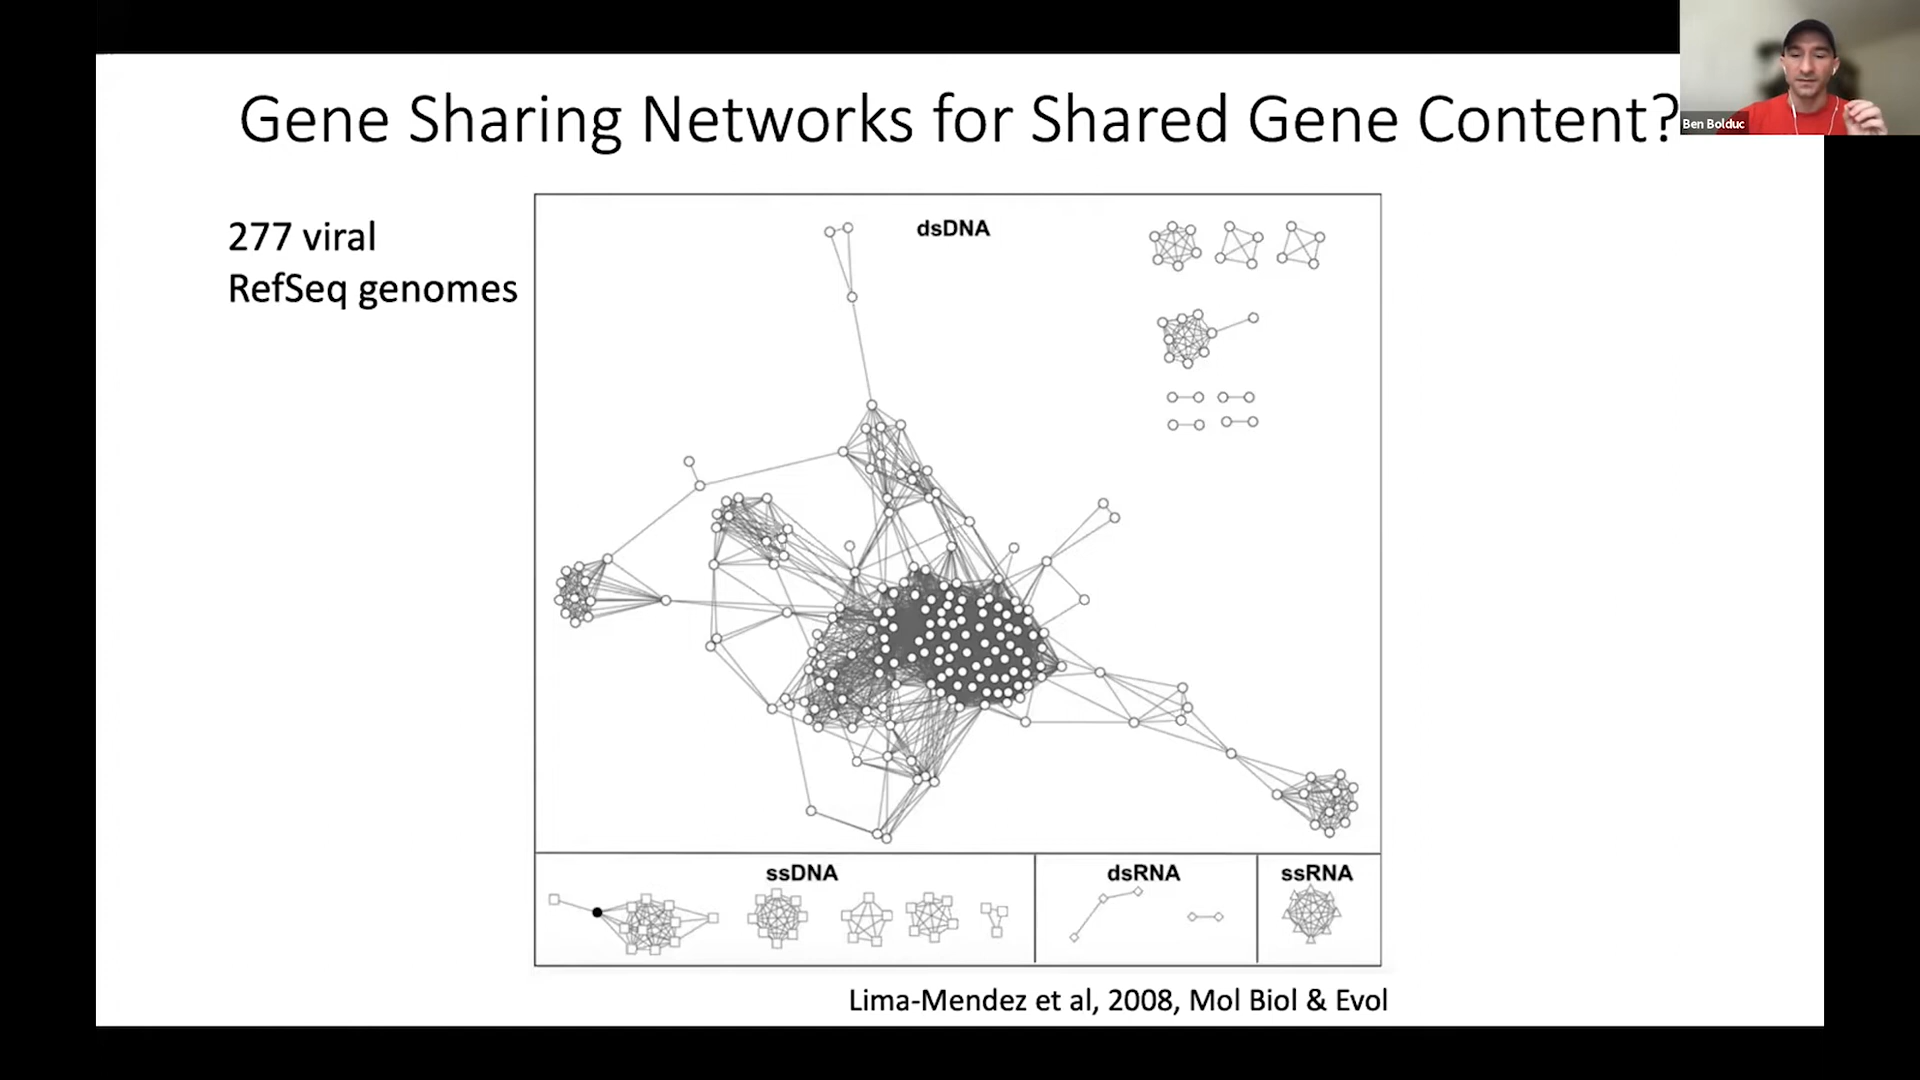 Gene Sharing Networks for Shared Gene Content?
Ben Bolduc
277 viral
RefSeq genomes
dsDNA
ssDNA
dsRNA
ssRNA
Lima-Mendez et al, 2008, Mol Biol & Evol